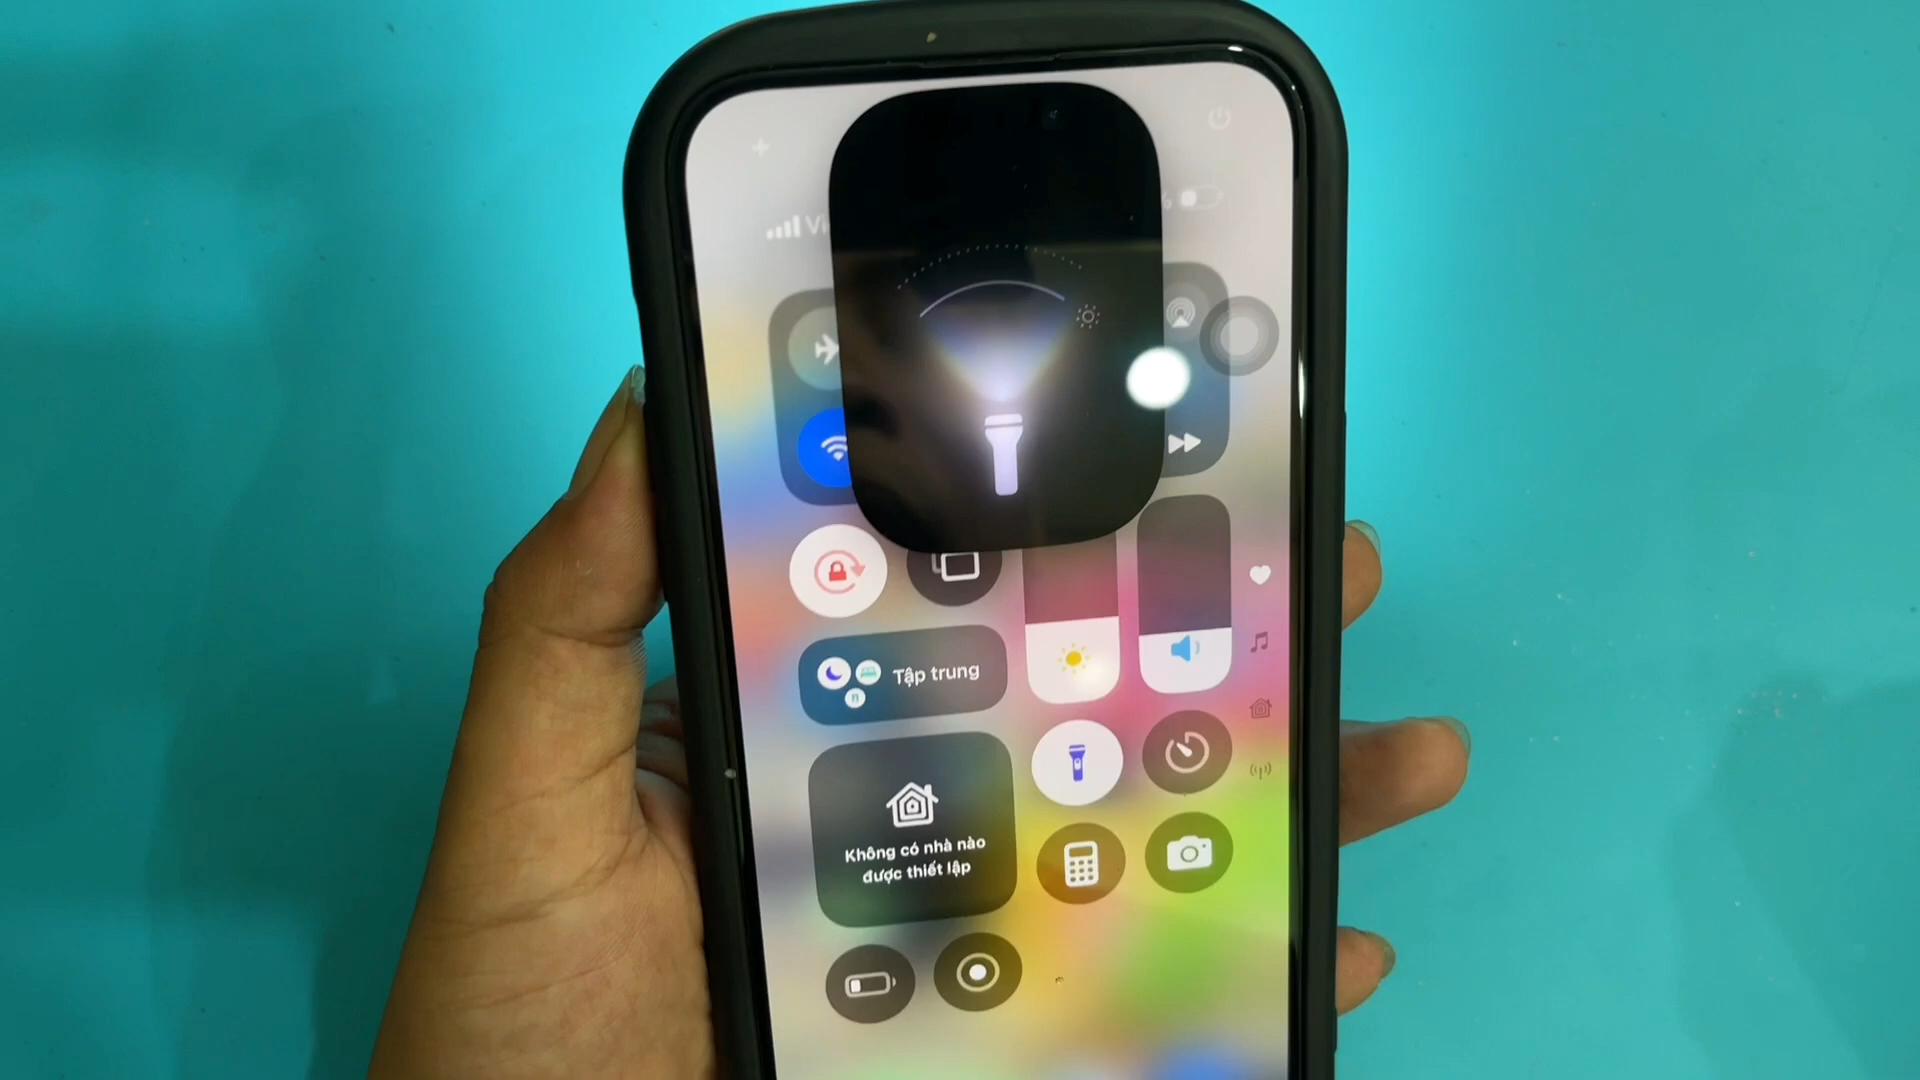 Tập trung
Không có nhà nào
được thiết lập